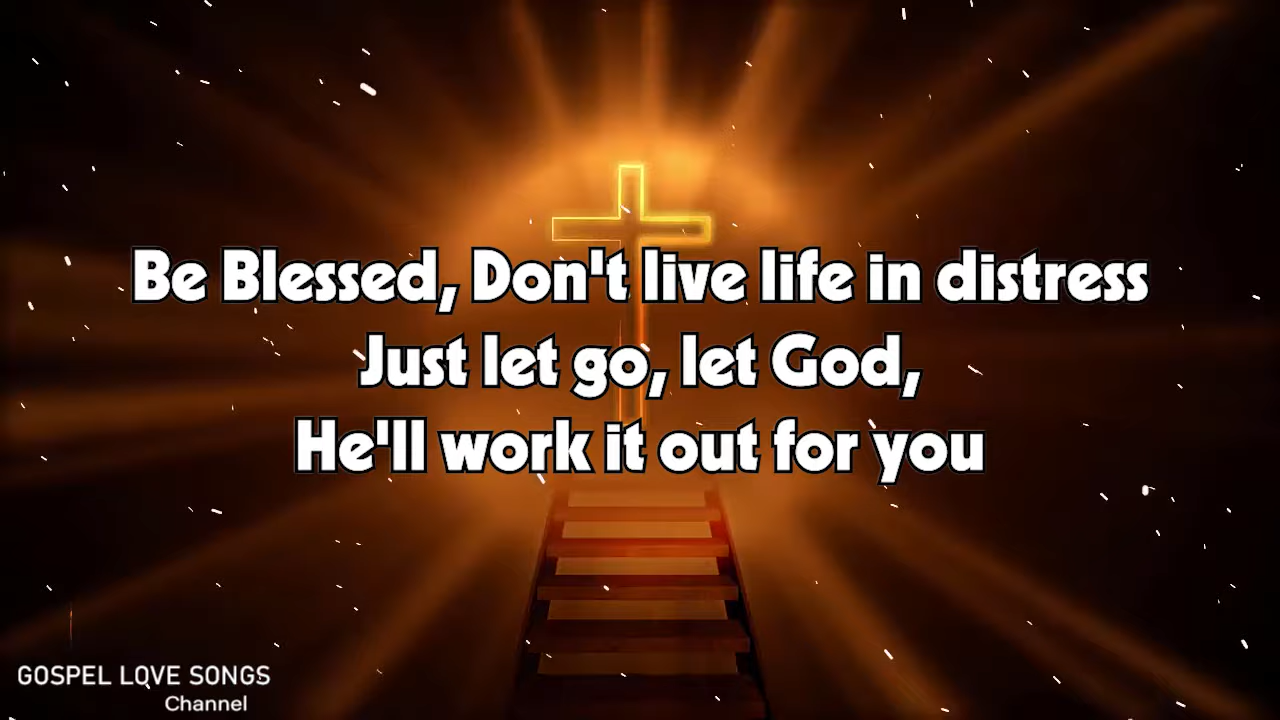 Be Blessed, Don't live life in distress
Just let go, let God,
He'll work it out for you
GOSPEL LOVE SONGS
Channel